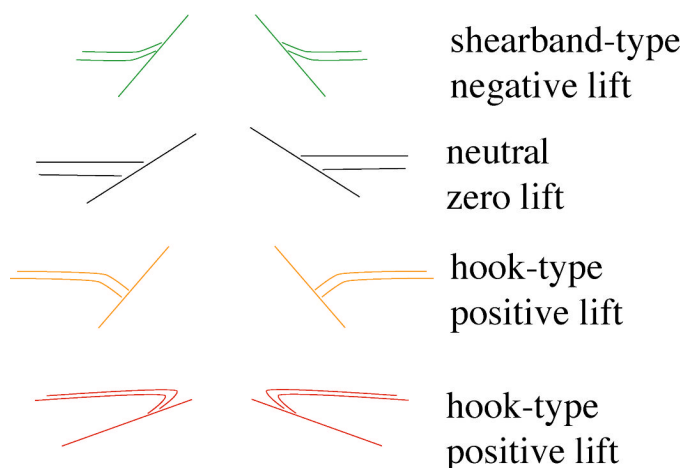 shearband-type
negative lift
neutral
zero lift
hook-type
positive lift
hook-type
positive lift